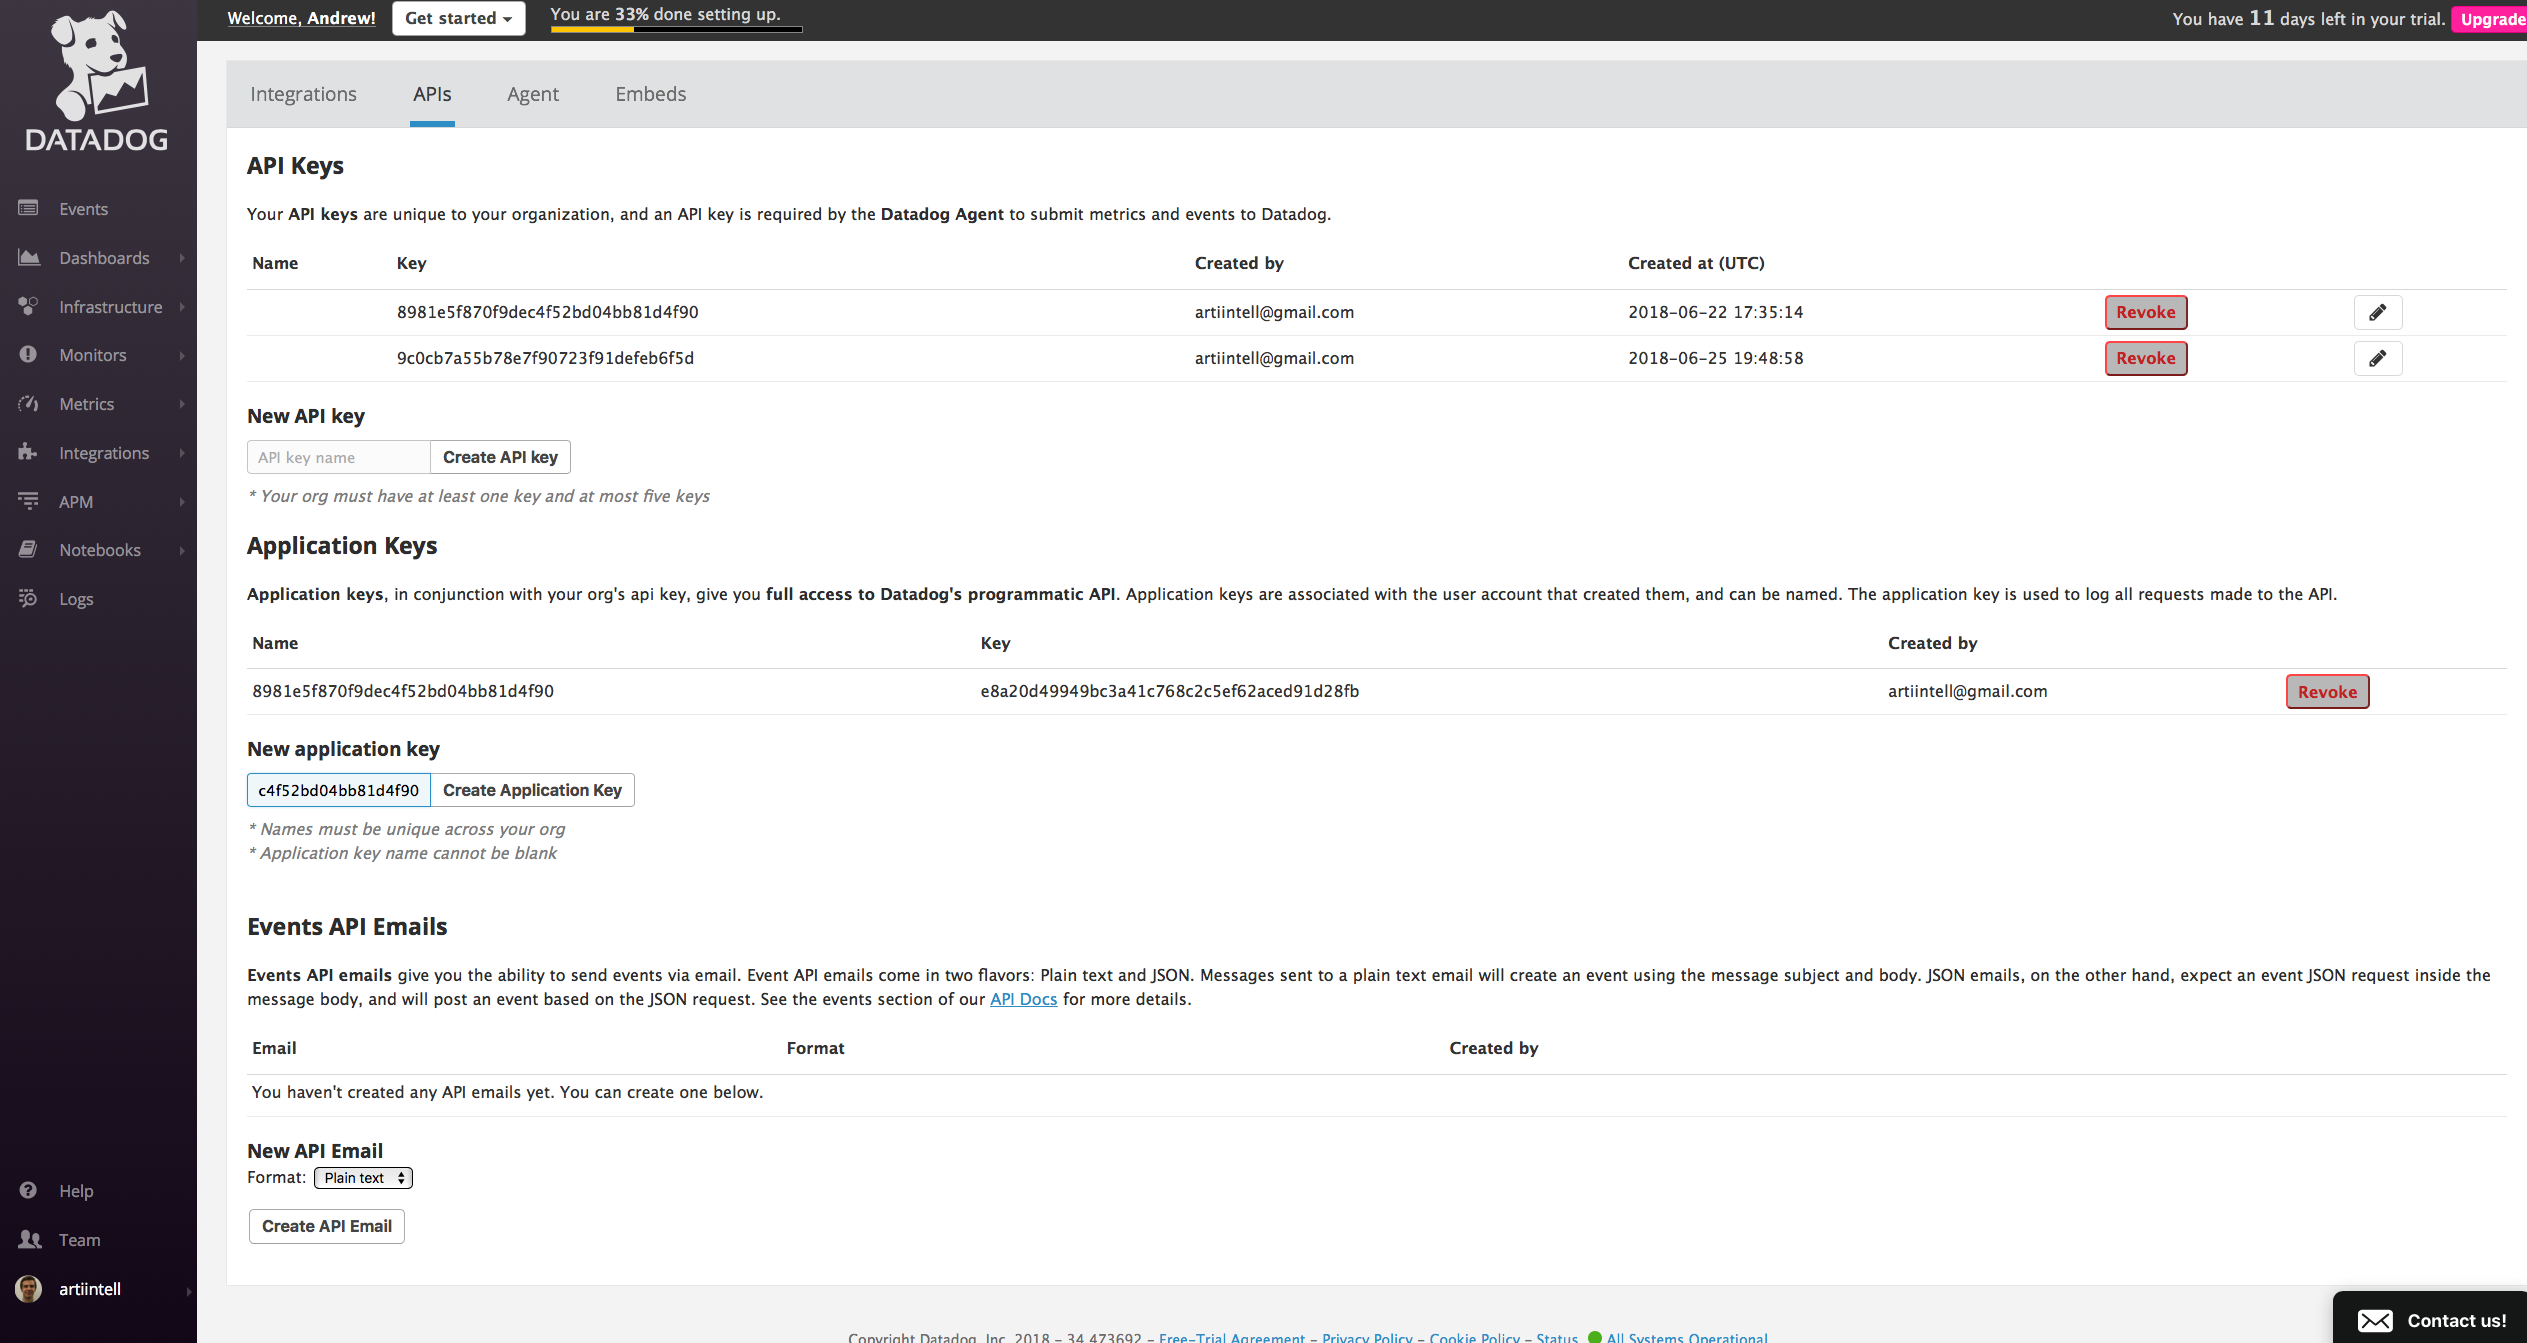 Welcome, Andrew!
Get started
You are 33% done setting up.
You have 11 days left in your trial.
Upgrade
DATADOG
Events
Dashboards
Infrastructure
Monitors
Metrics
Integrations
APM
Notebooks
Logs
Help
Team
artiintell
Integrations APIs Agent Embeds
API Keys
Your API keys are unique to your organization, and an API key is required by the Datadog Agent to submit metrics and events to Datadog.
Name Key Created by Created at (UTC)
8981e5f870f9dec4f52bd04bb81d4f90 artiintell@gmail.com 2018-06-22 17:35:14 Revoke
9c0cb7a55b78e7f90723f91defeb6f5d artiintell@gmail.com 2018-06-25 19:48:58 Revoke
New API key
API key name Create API key
* Your org must have at least one key and at most five keys
Application Keys
Application keys, in conjunction with your org's api key, give you full access to Datadog's programmatic API. Application keys are associated with the user account that created them, and can be named. The application key is used to log all requests made to the API.
Name Key Created by
8981e5f870f9dec4f52bd04bb81d4f90 e8a20d49949bc3a41c768c2c5ef62aced91d28fb artiintell@gmail.com Revoke
New application key
c4f52bd04bb81d4f90 Create Application Key
* Names must be unique across your org
* Application key name cannot be blank
Events API Emails
Events API emails give you the ability to send events via email. Event API emails come in two flavors: Plain text and JSON. Messages sent to a plain text email will create an event using the message subject and body. JSON emails, on the other hand, expect an event JSON request inside the
message body, and will post an event based on the JSON request. See the events section of our API Docs for more details.
Email Format Created by
You haven't created any API emails yet. You can create one below.
New API Email
Format: Plain text
Create API Email
Copyright Datadog, Inc. 2018 - 34.473692 - Free-Trial Agreement - Privacy Policy - Cookie Policy - Status All Systems Operational
Contact us!